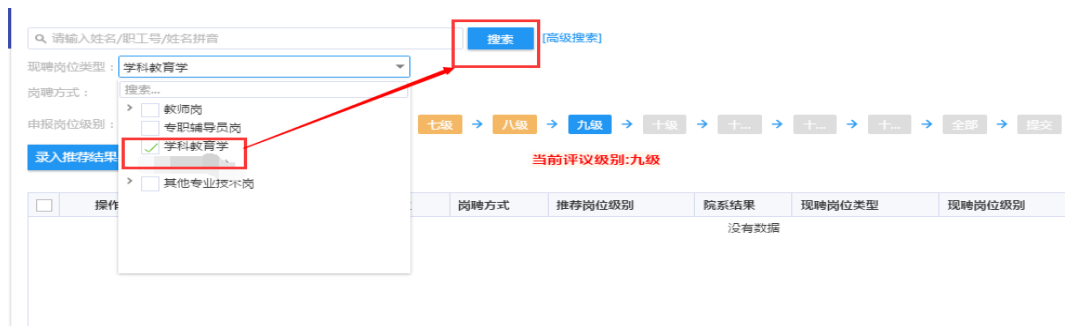 请输入姓名/职工号/姓名拼音
搜索
[高级搜索]
现聘岗位类型：
学科教育学
岗聘方式：
搜索...
教师岗
专职辅导员岗
学科教育学
其他专业技术岗
申报岗位级别：
七级 → 八级 → 九级 → 十级 → 十... → 十... → 十... → 全部 → 提交
录入推荐结果
当前评议级别:九级
操作
岗聘方式 推荐岗位级别 院系结果 现聘岗位类型 现聘岗位级别
没有数据